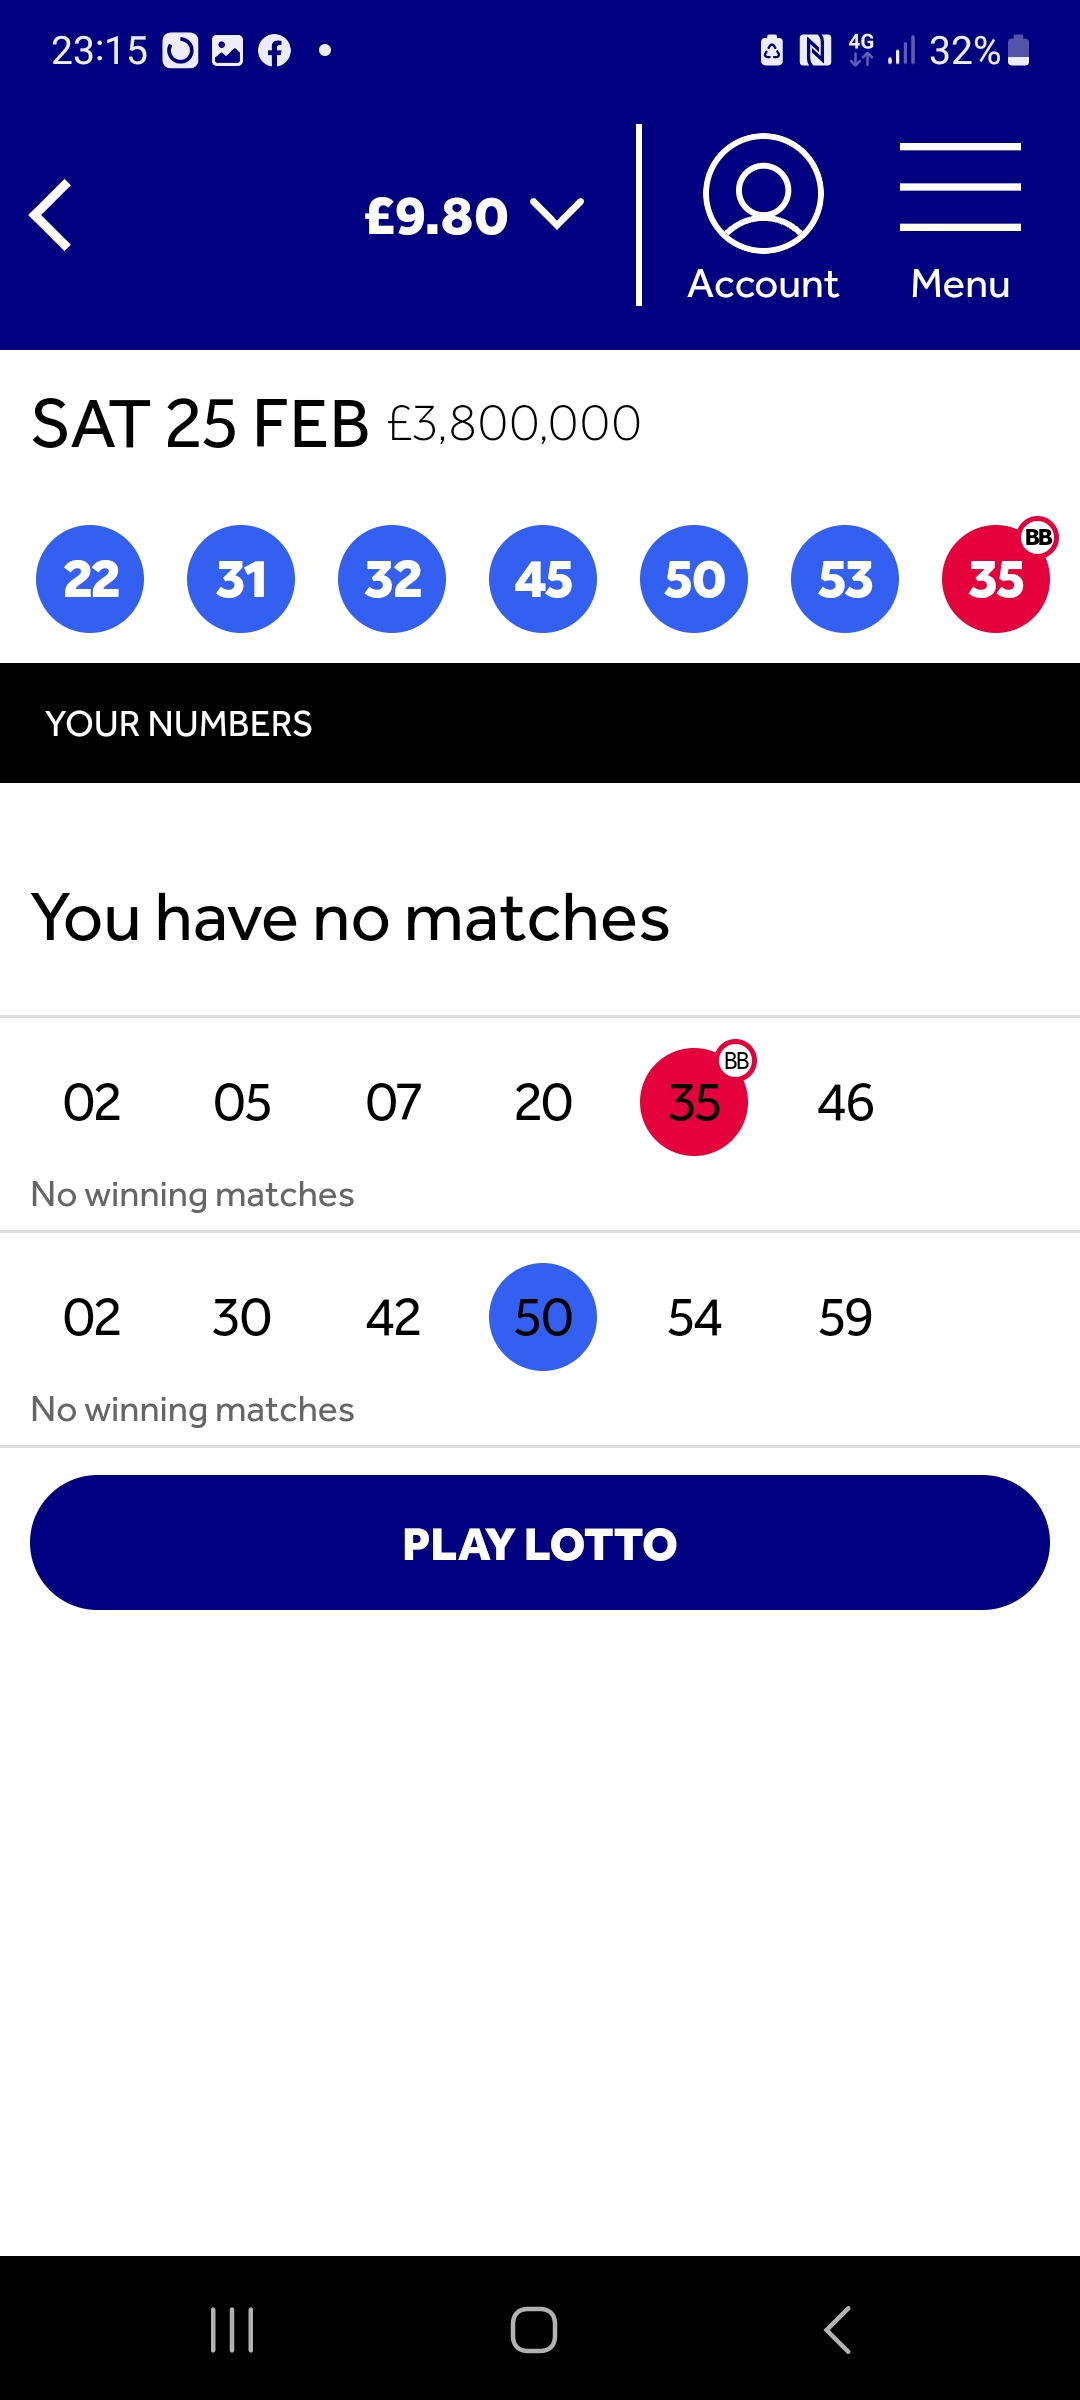 23:15 4G 32%
£9.80
Account Menu
SAT 25 FEB £3,800,000
22 31 32 45 50 53 35 BB
YOUR NUMBERS
You have no matches
02 05 07 20 35 BB 46
No winning matches
02 30 42 50 54 59
No winning matches
PLAY LOTTO